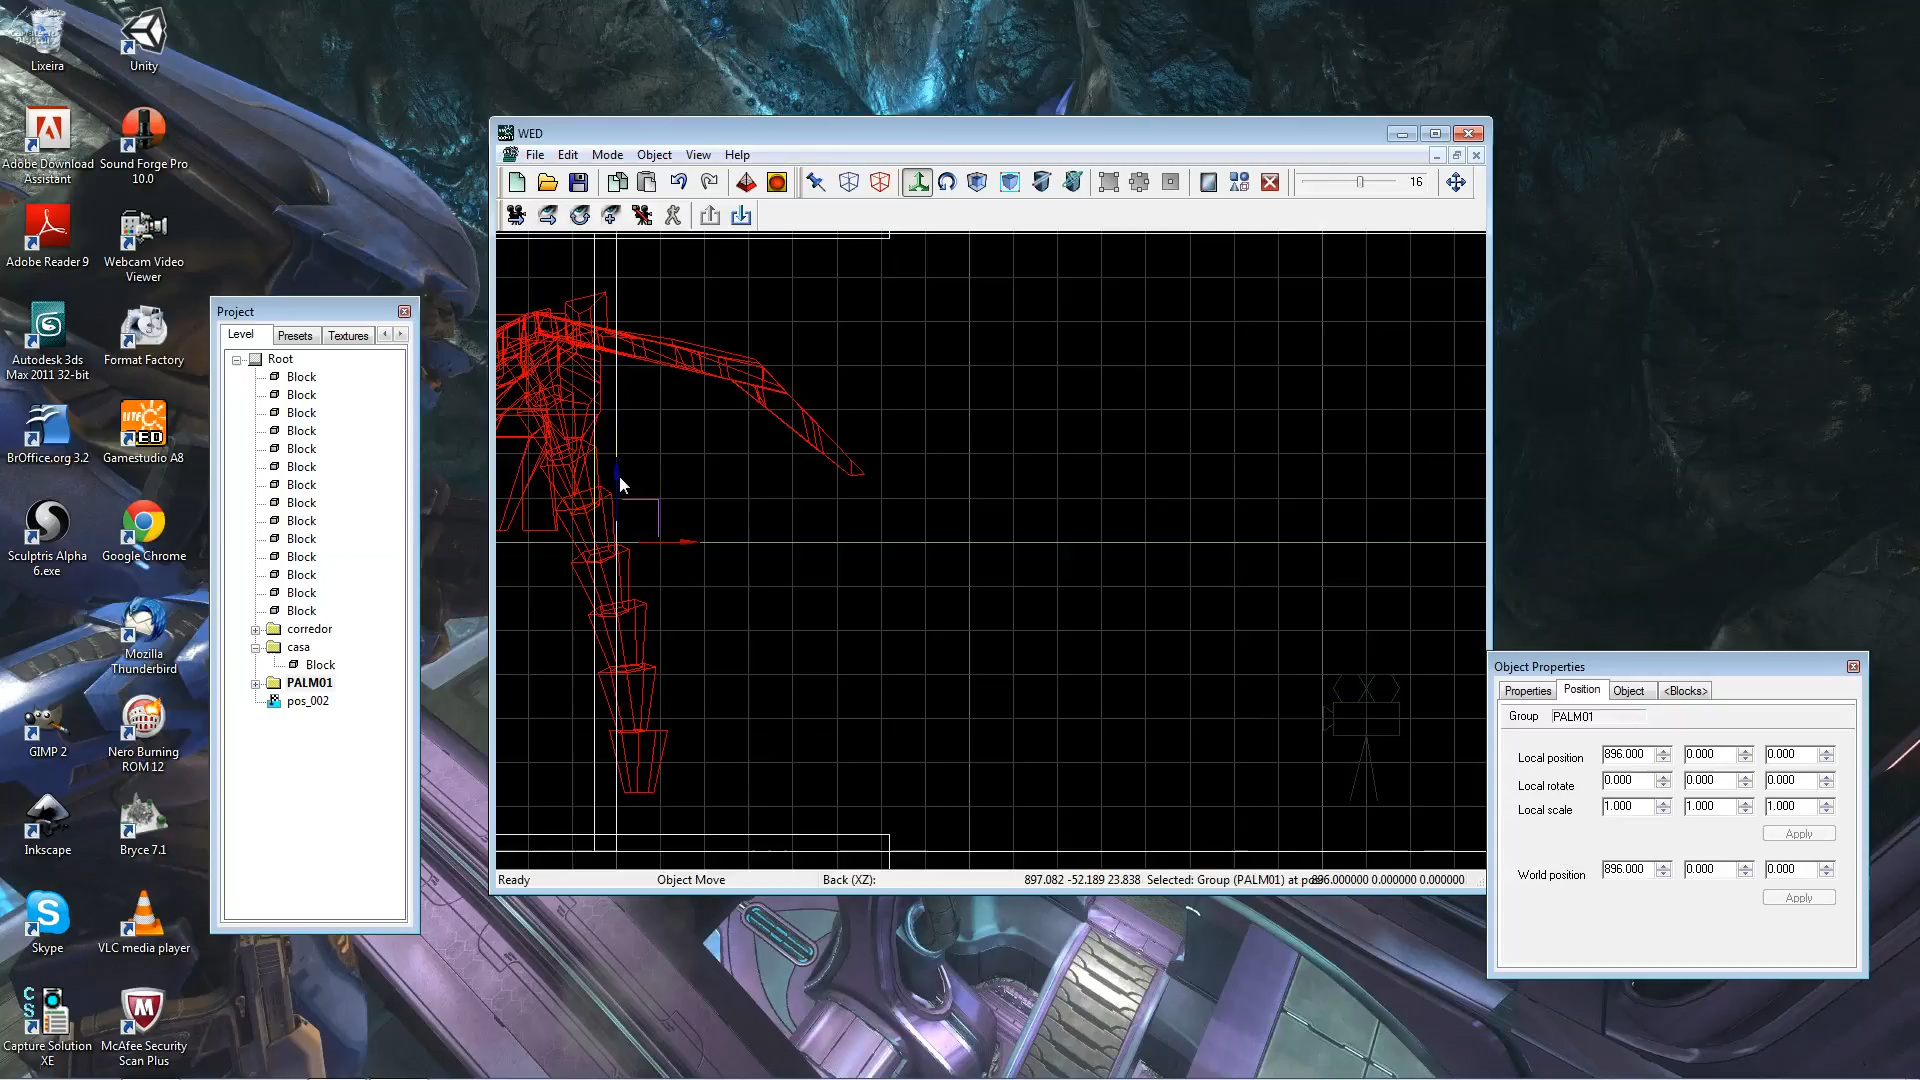 Lixeira
Unity
Adobe Download
Assistant
Sound Forge Pro
10.0
Adobe Reader 9
Webcam Video
Viewer
Autodesk 3ds
Max 2011 32-bit
Format Factory
BrOffice.org 3.2
Gamestudio A8
Sculptris Alpha
6.exe
Google Chrome
Mozilla
Thunderbird
GIMP 2
Nero Burning
ROM 12
Inkscape
Bryce 7.1
Skype
VLC media player
Capture Solution
XE
McAfee Security
Scan Plus
Project
Level Presets Textures
Root
Block
Block
Block
Block
Block
Block
Block
Block
Block
Block
Block
Block
Block
Block
corredor
casa
Block
PALM01
pos_002
WED
File Edit Mode Object View Help
16
Ready Object Move Back (XZ): 897.082 -52.189 23.838 Selected: Group (PALM01) at 896.000000 0.000000 0.000000
Object Properties
Properties Position Object <Blocks>
Group PALM01
Local position 896.000 0.000 0.000
Local rotate 0.000 0.000 0.000
Local scale 1.000 1.000 1.000
Apply
World position 896.000 0.000 0.000
Apply